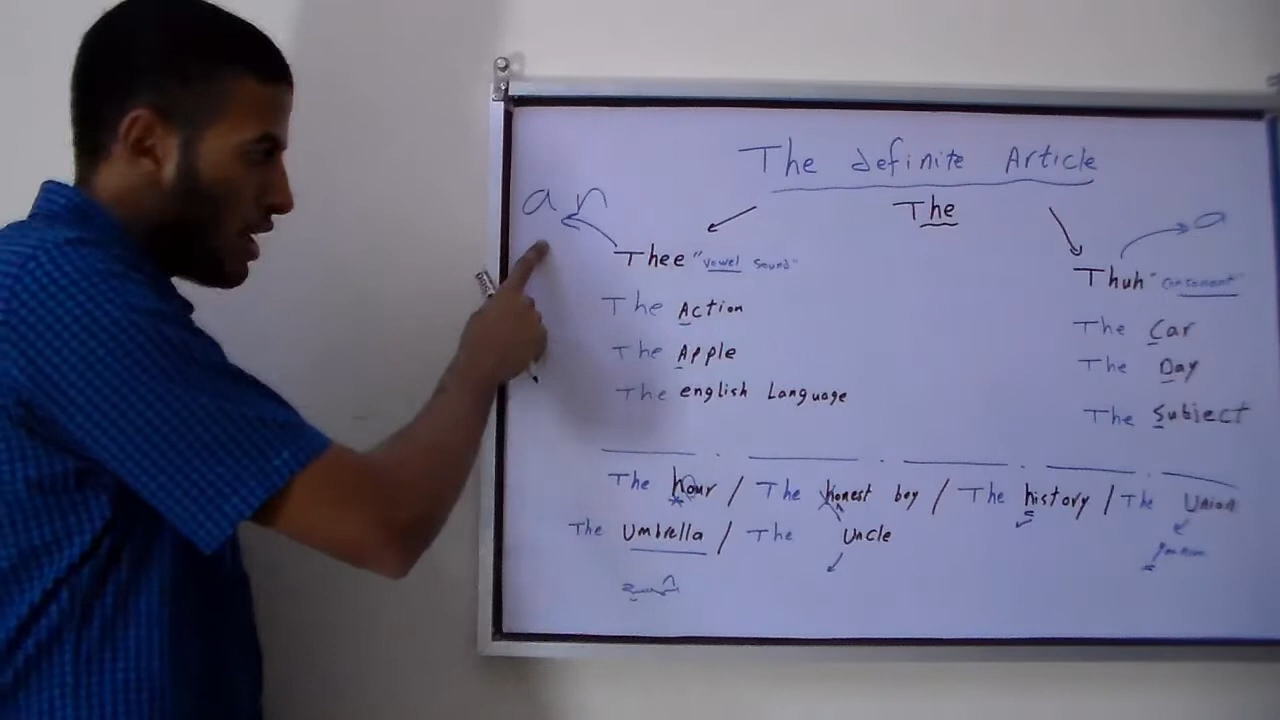 The definite Article
The
an
a
Thee "vowel sound"
The Action
The Apple
The english Language
Thuh "consonant"
The Car
The Day
The Subject
The hour / The honest boy / The history / The Union
The Umbrella / The Uncle